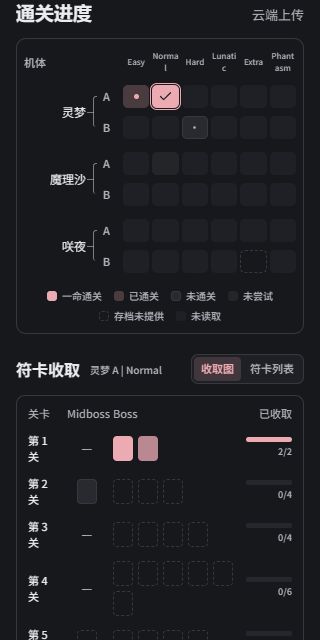 通关进度
云端上传
机体
Easy
Norma
l
Hard
Lunati
c
Extra
Phant
asm
灵梦
A
B
魔理沙
A
B
咲夜
A
B
一命通关
已通关
未通关
未尝试
存档未提供
未读取
符卡收取
灵梦 A | Normal
收取图
符卡列表
关卡
Midboss Boss
已收取
第 1
关
—
2/2
第 2
关
0/4
第 3
关
—
0/4
第 4
关
—
0/6
第 5